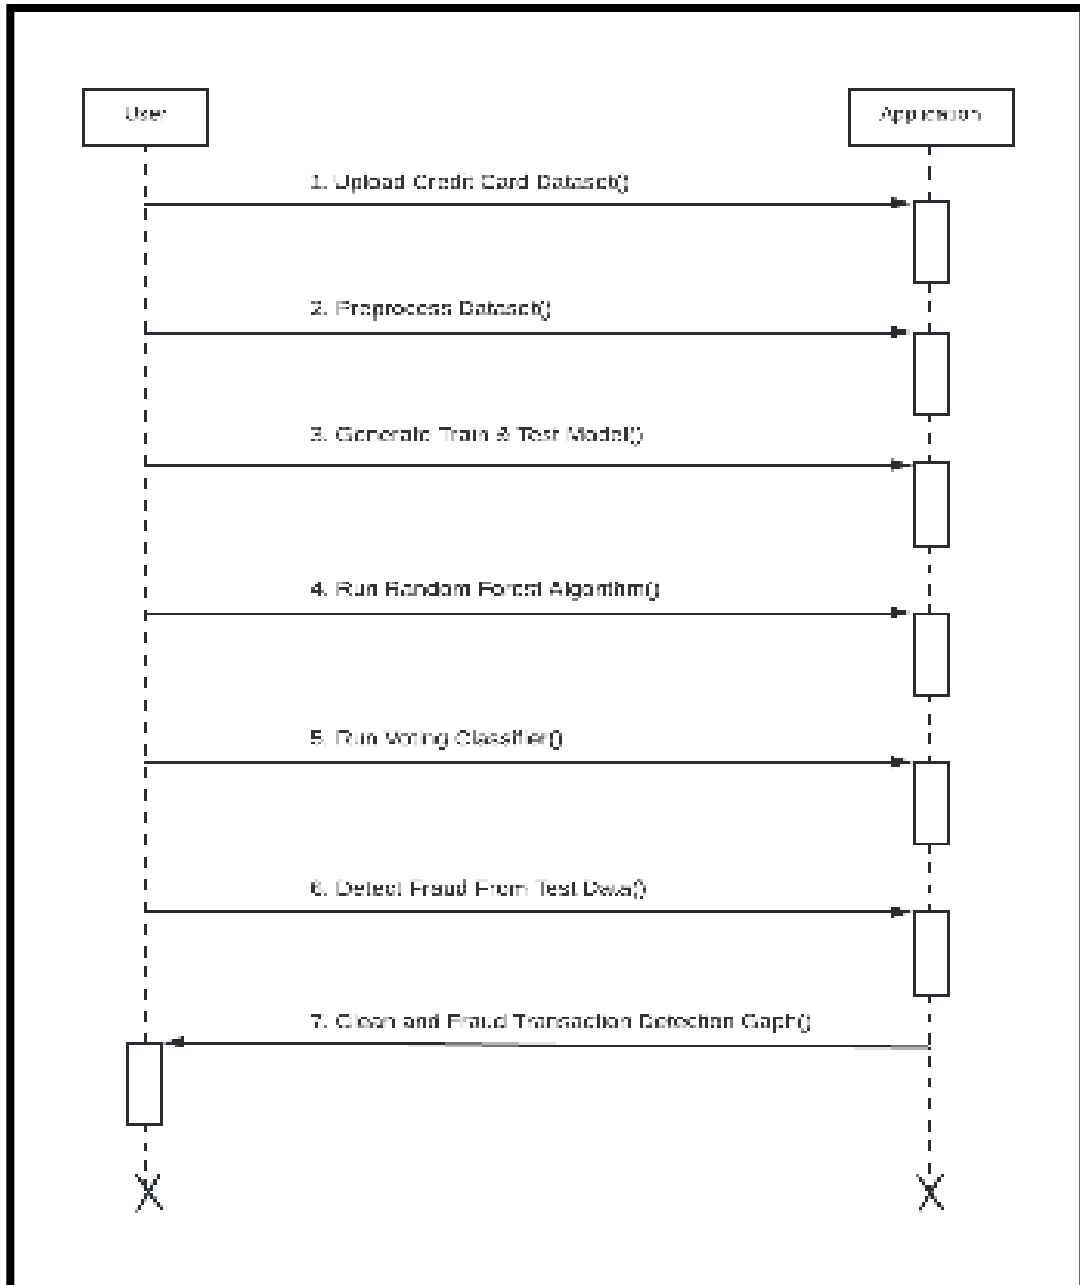 User
Application
1. Upload Credit Card Dataset()
2. Preprocess Dataset()
3. Generate Train & Test Model()
4. Run Random Forest Algorithm()
5. Run Voting Classifier()
6. Detect Fraud From Test Data()
7. Clean and Fraud Transaction Detection Gaph()